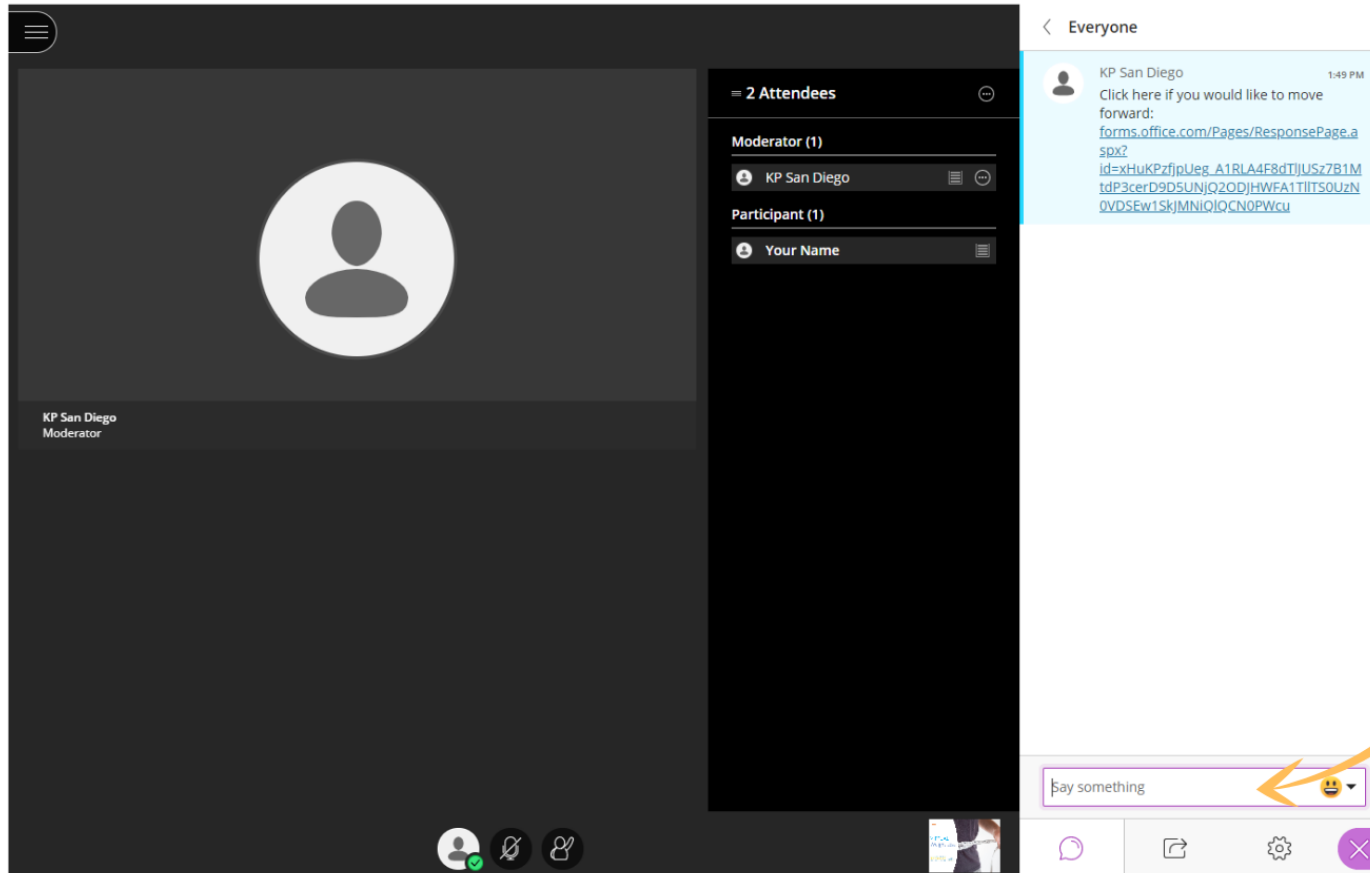 Everyone
KP San Diego 1:49 PM
Click here if you would like to move
forward:
forms.office.com/Pages/ResponsePage.a
spx?
id=xHuKPzfjpUeg_A1RLA4F8dTlJUSz7B1M
tdP3cerD9D5UNjQ2ODJHWFA1TllTS0UzN
0VDSEw1SkJMNiQlQCN0PWcu
2 Attendees
Moderator (1)
KP San Diego
Participant (1)
Your Name
KP San Diego
Moderator
Say something